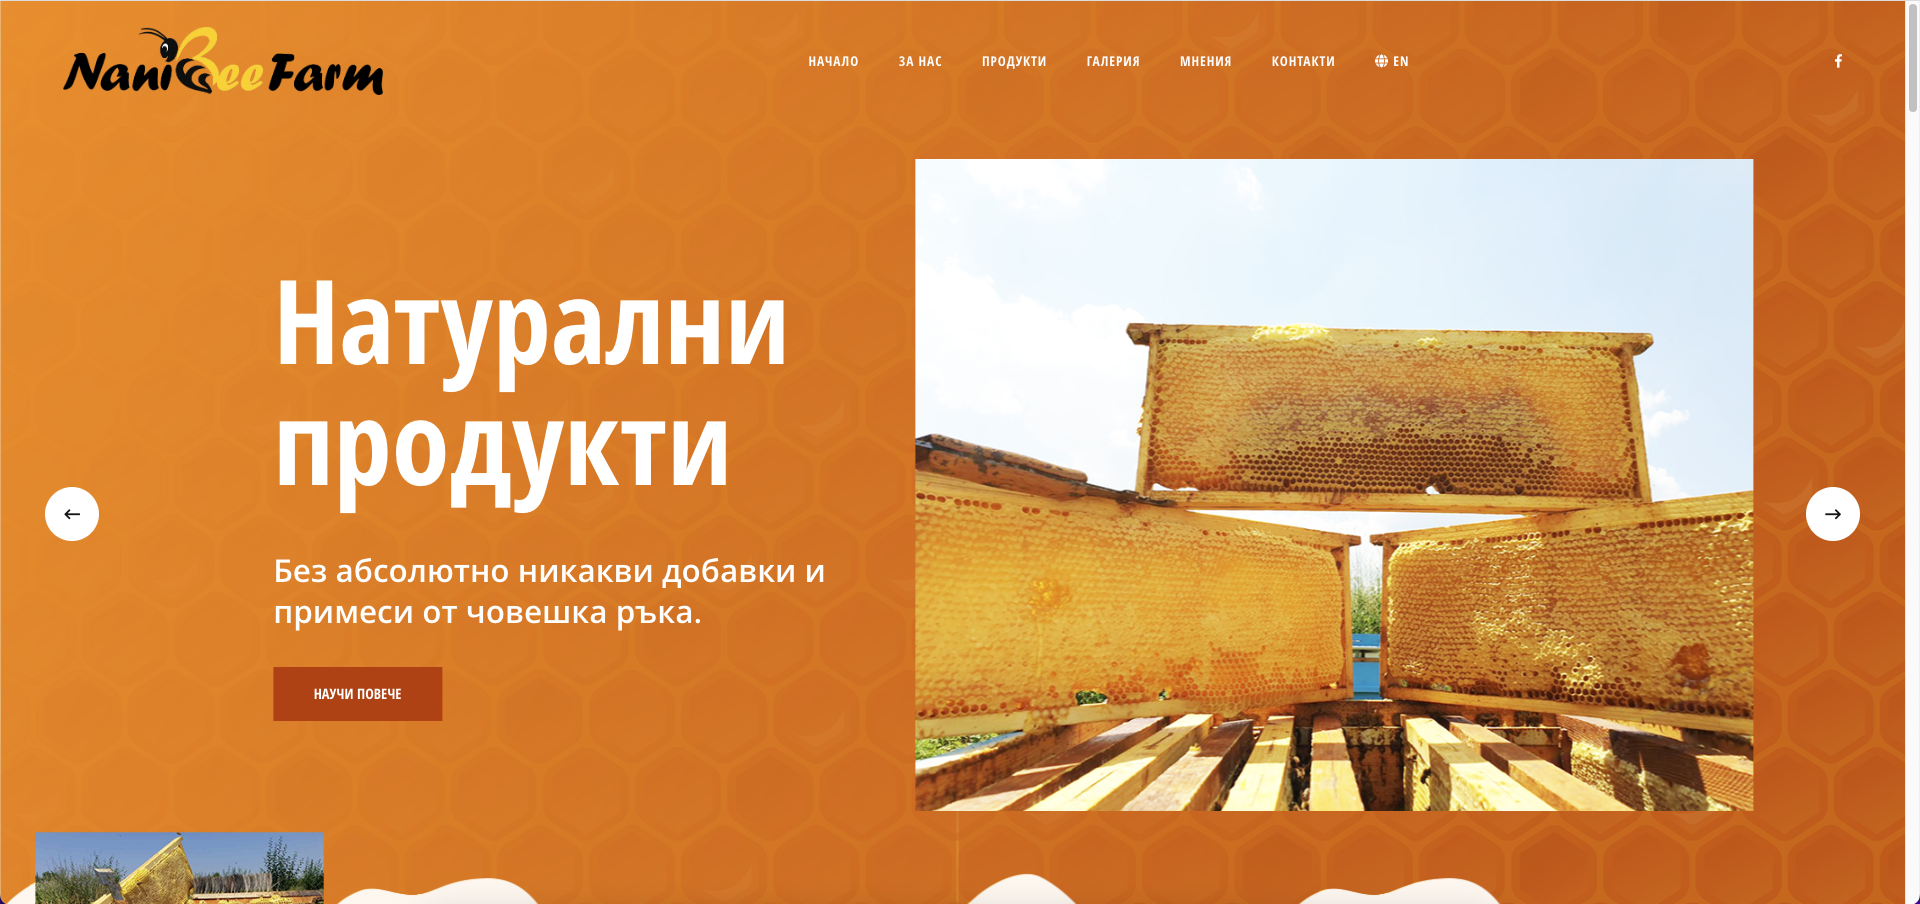 NaniBeeFarm
НАЧАЛО
ЗА НАС
ПРОДУКТИ
ГАЛЕРИЯ
МНЕНИЯ
КОНТАКТИ
EN
Натурални
продукти
Без абсолютно никакви добавки и
примеси от човешка ръка.
НАУЧИ ПОВЕЧЕ